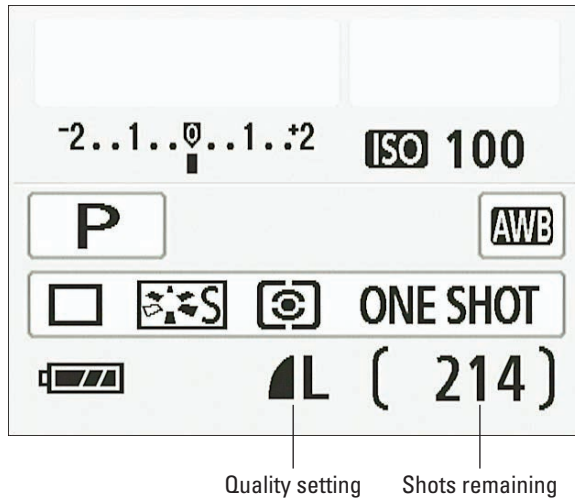 -2..1..0..1..+2 ISO 100
P AWB
S ONE SHOT
L ( 214 )
Quality setting Shots remaining